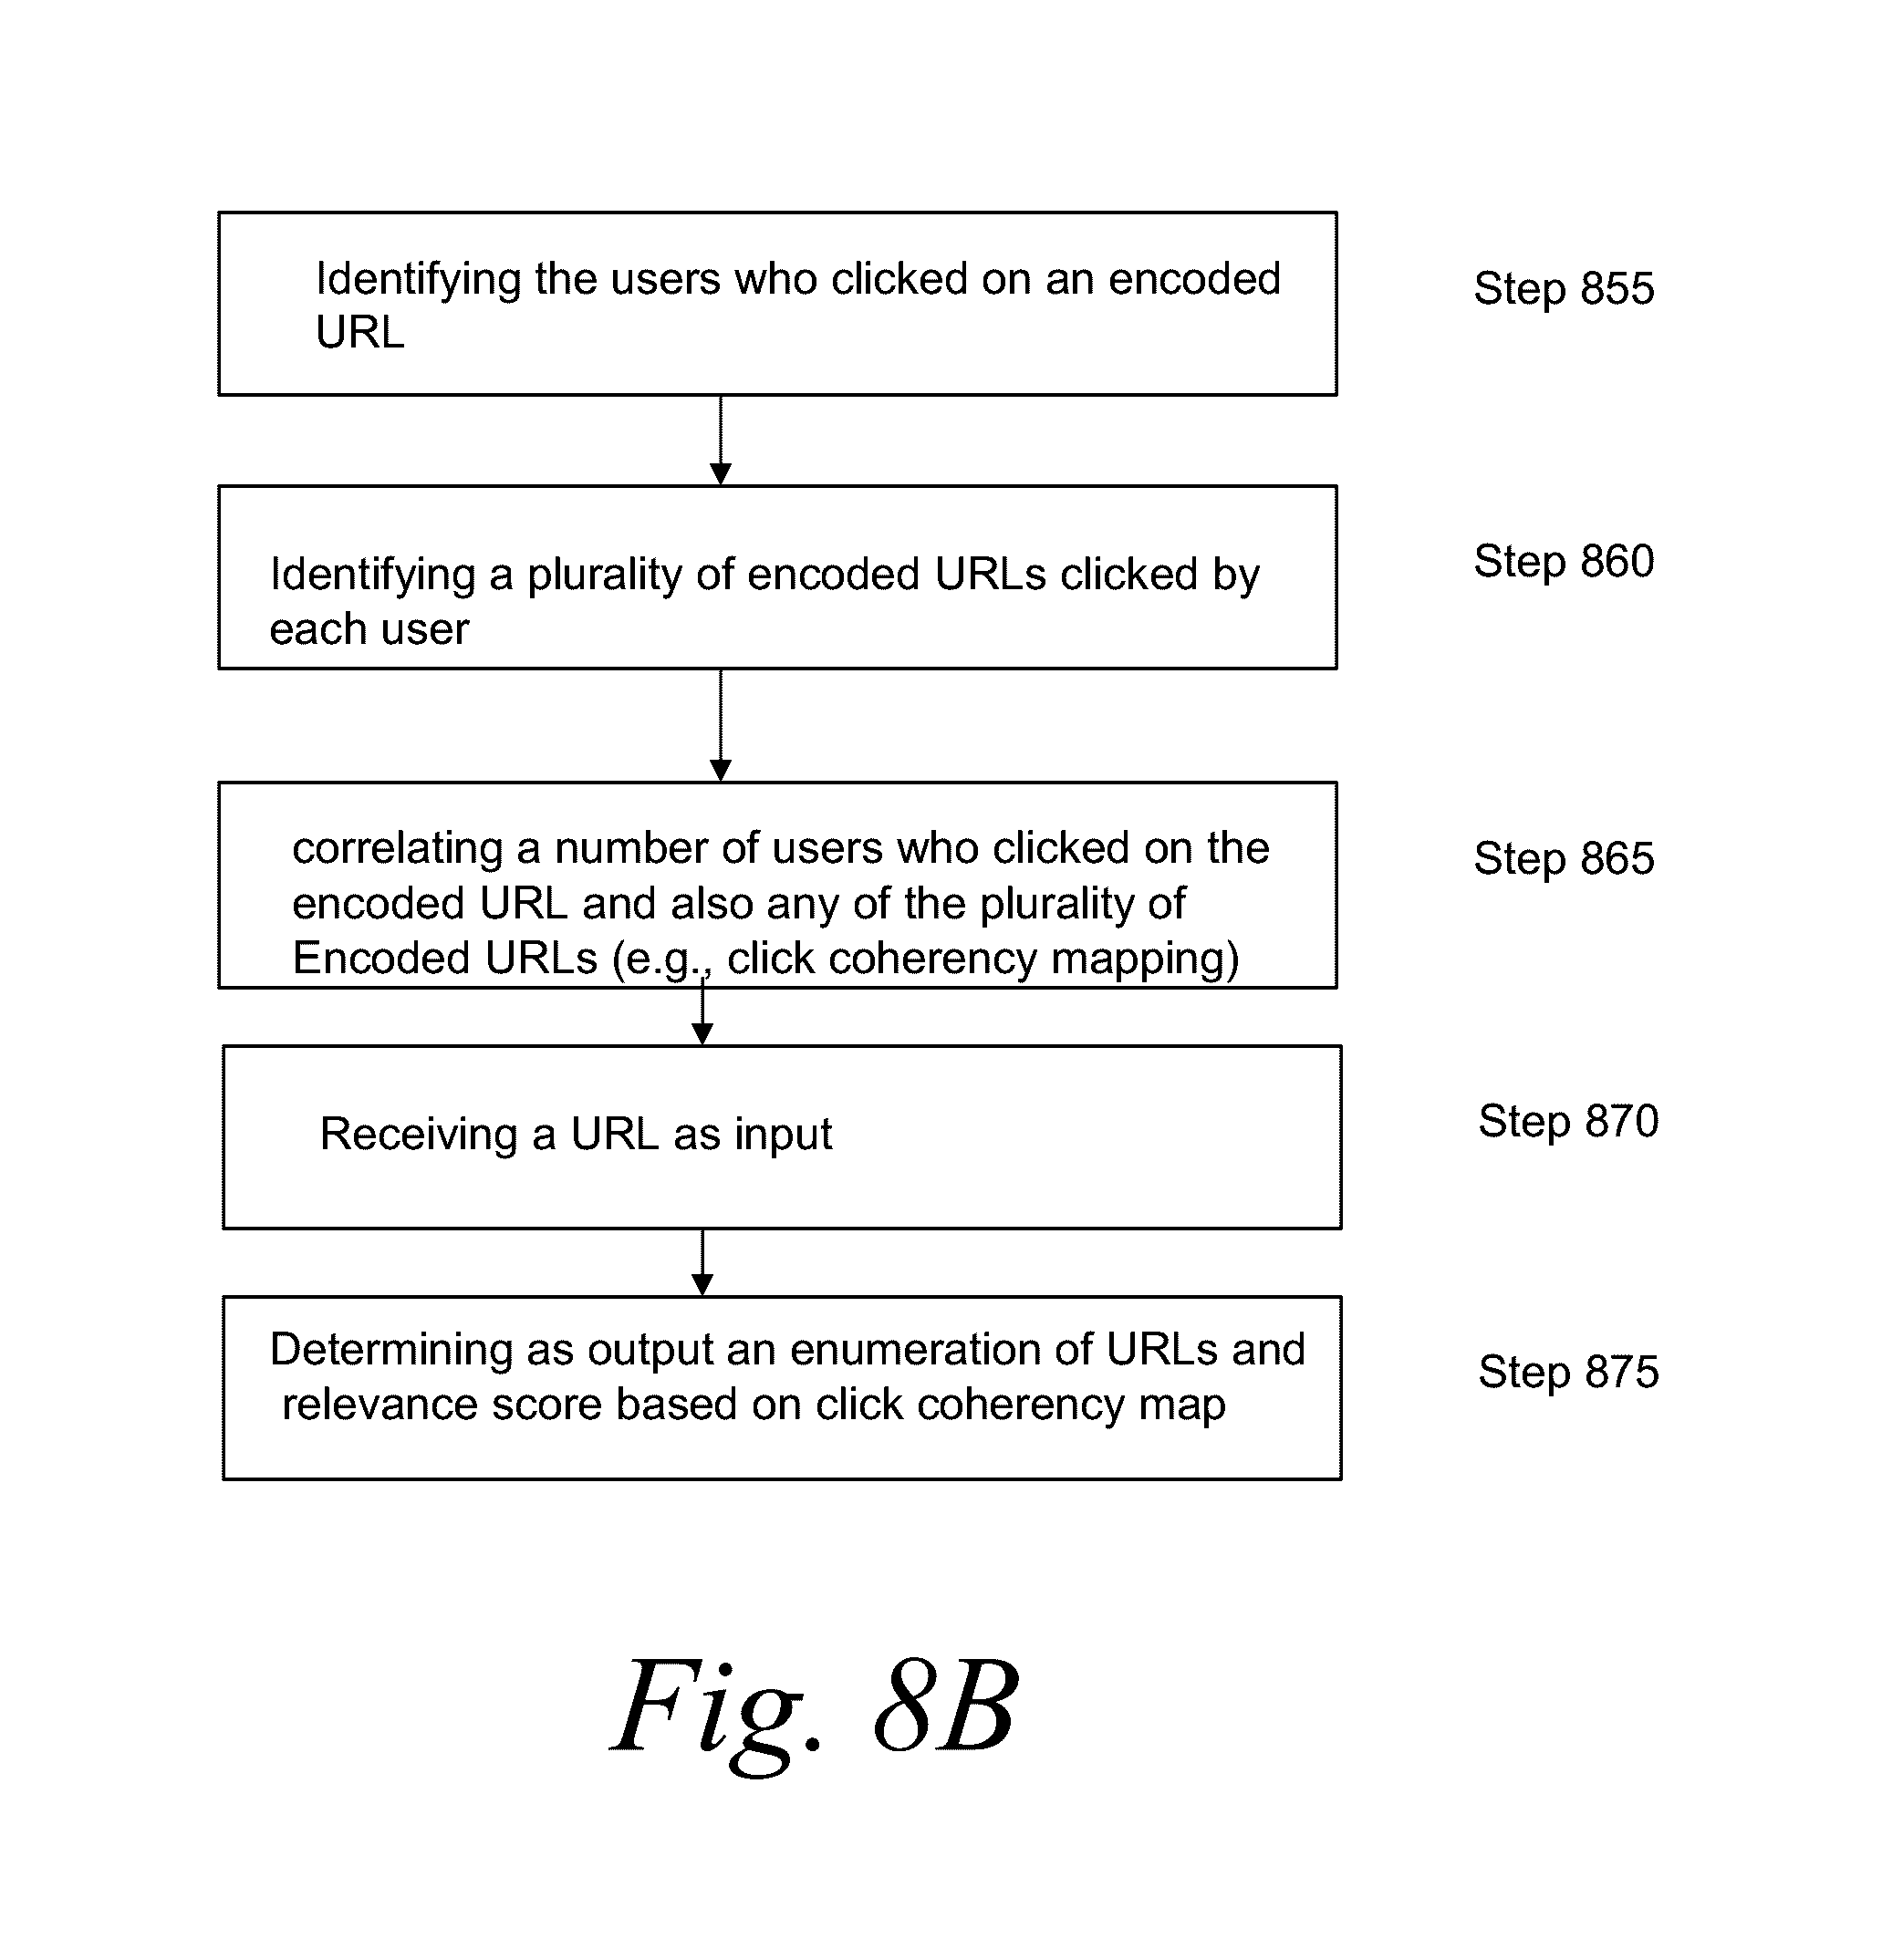 Identifying the users who clicked on an encoded
URL
Step 855
Identifying a plurality of encoded URLs clicked by
each user
Step 860
correlating a number of users who clicked on the
encoded URL and also any of the plurality of
Encoded URLs (e.g., click coherency mapping)
Step 865
Receiving a URL as input
Step 870
Determining as output an enumeration of URLs and
relevance score based on click coherency map
Step 875
Fig. 8B